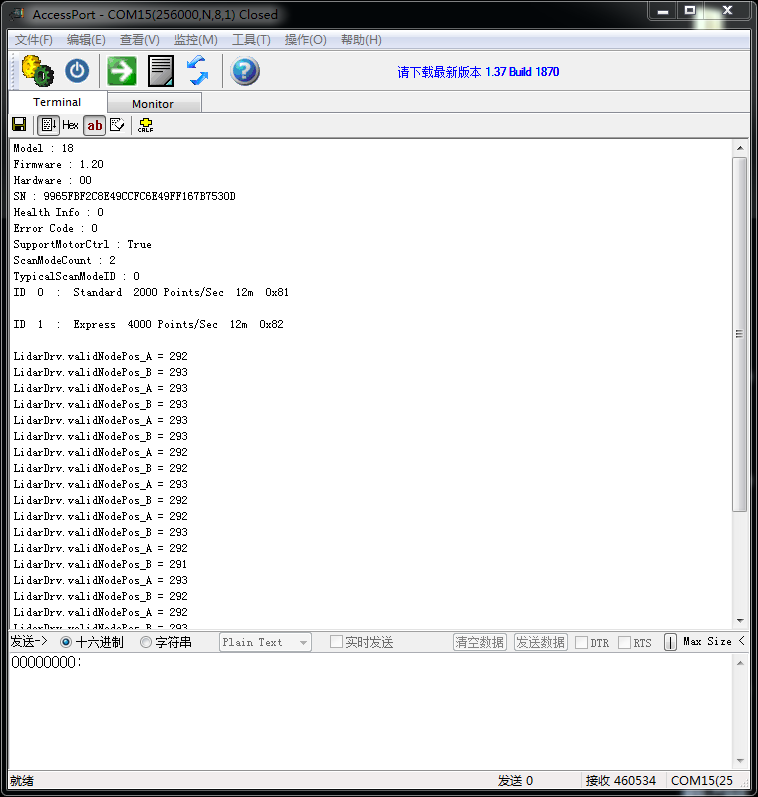 AccessPort - COM15(256000,N,8,1) Closed
文件(F) 编辑(E) 查看(V) 监控(M) 工具(T) 操作(O) 帮助(H)
请下载最新版本 1.37 Build 1870
Terminal Monitor
Hex ab CRLF
Model : 18
Firmware : 1.20
Hardware : 00
SN : 9965FBF2C8E49CCFC6E49FF167B7530D
Health Info : 0
Error Code : 0
SupportMotorCtrl : True
ScanModeCount : 2
TypicalScanModeID : 0
ID 0 : Standard 2000 Points/Sec 12m 0x81
ID 1 : Express 4000 Points/Sec 12m 0x82
LidarDrv.validNodePos_A = 292
LidarDrv.validNodePos_B = 293
LidarDrv.validNodePos_A = 293
LidarDrv.validNodePos_B = 293
LidarDrv.validNodePos_A = 293
LidarDrv.validNodePos_B = 293
LidarDrv.validNodePos_A = 292
LidarDrv.validNodePos_B = 292
LidarDrv.validNodePos_A = 293
LidarDrv.validNodePos_B = 292
LidarDrv.validNodePos_A = 292
LidarDrv.validNodePos_B = 293
LidarDrv.validNodePos_A = 292
LidarDrv.validNodePos_B = 291
LidarDrv.validNodePos_A = 293
LidarDrv.validNodePos_B = 292
LidarDrv.validNodePos_A = 292
LidarDrv.validNodePos_B = 293
发送-> 十六进制 字符串 Plain Text 实时发送 清空数据 发送数据 DTR RTS Max Size <
00000000:
就绪 发送 0 接收 460534 COM15(25